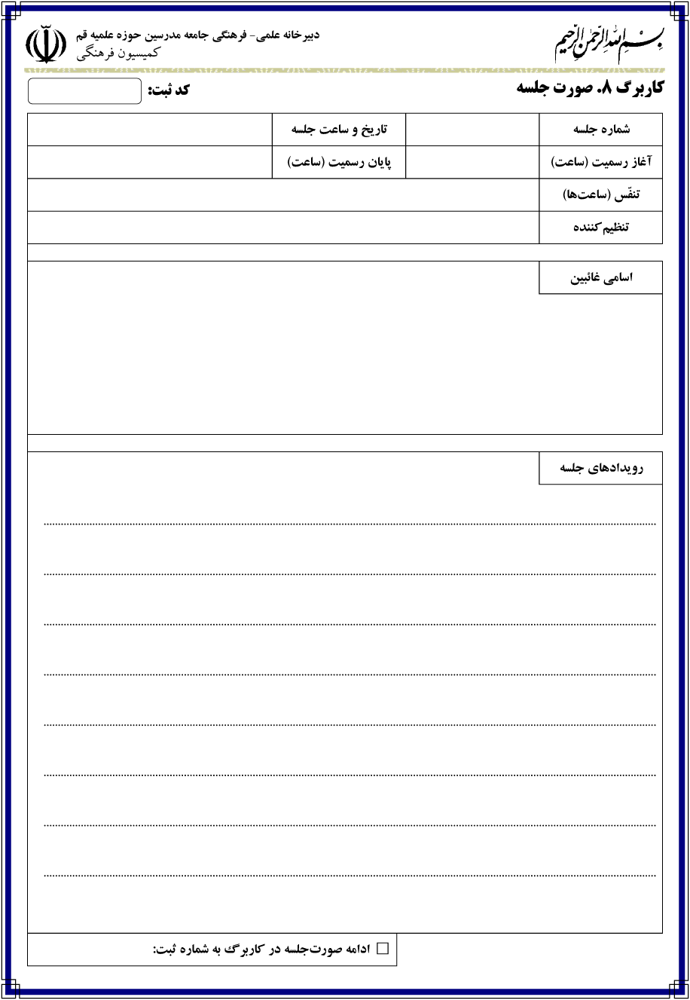 بسم الله الرحمن الرحیم
دبیرخانه علمی- فرهنگی جامعه مدرسین حوزه علمیه قم
کمیسیون فرهنگی
کاربرگ ۸. صورت جلسه
کد ثبت:
شماره جلسه
تاریخ و ساعت جلسه
آغاز رسمیت (ساعت)
پایان رسمیت (ساعت)
تنفّس (ساعت‌ها)
تنظیم‌کننده
اسامی غائبین
رویدادهای جلسه
ادامه صورت‌جلسه در کاربرگ به شماره ثبت: